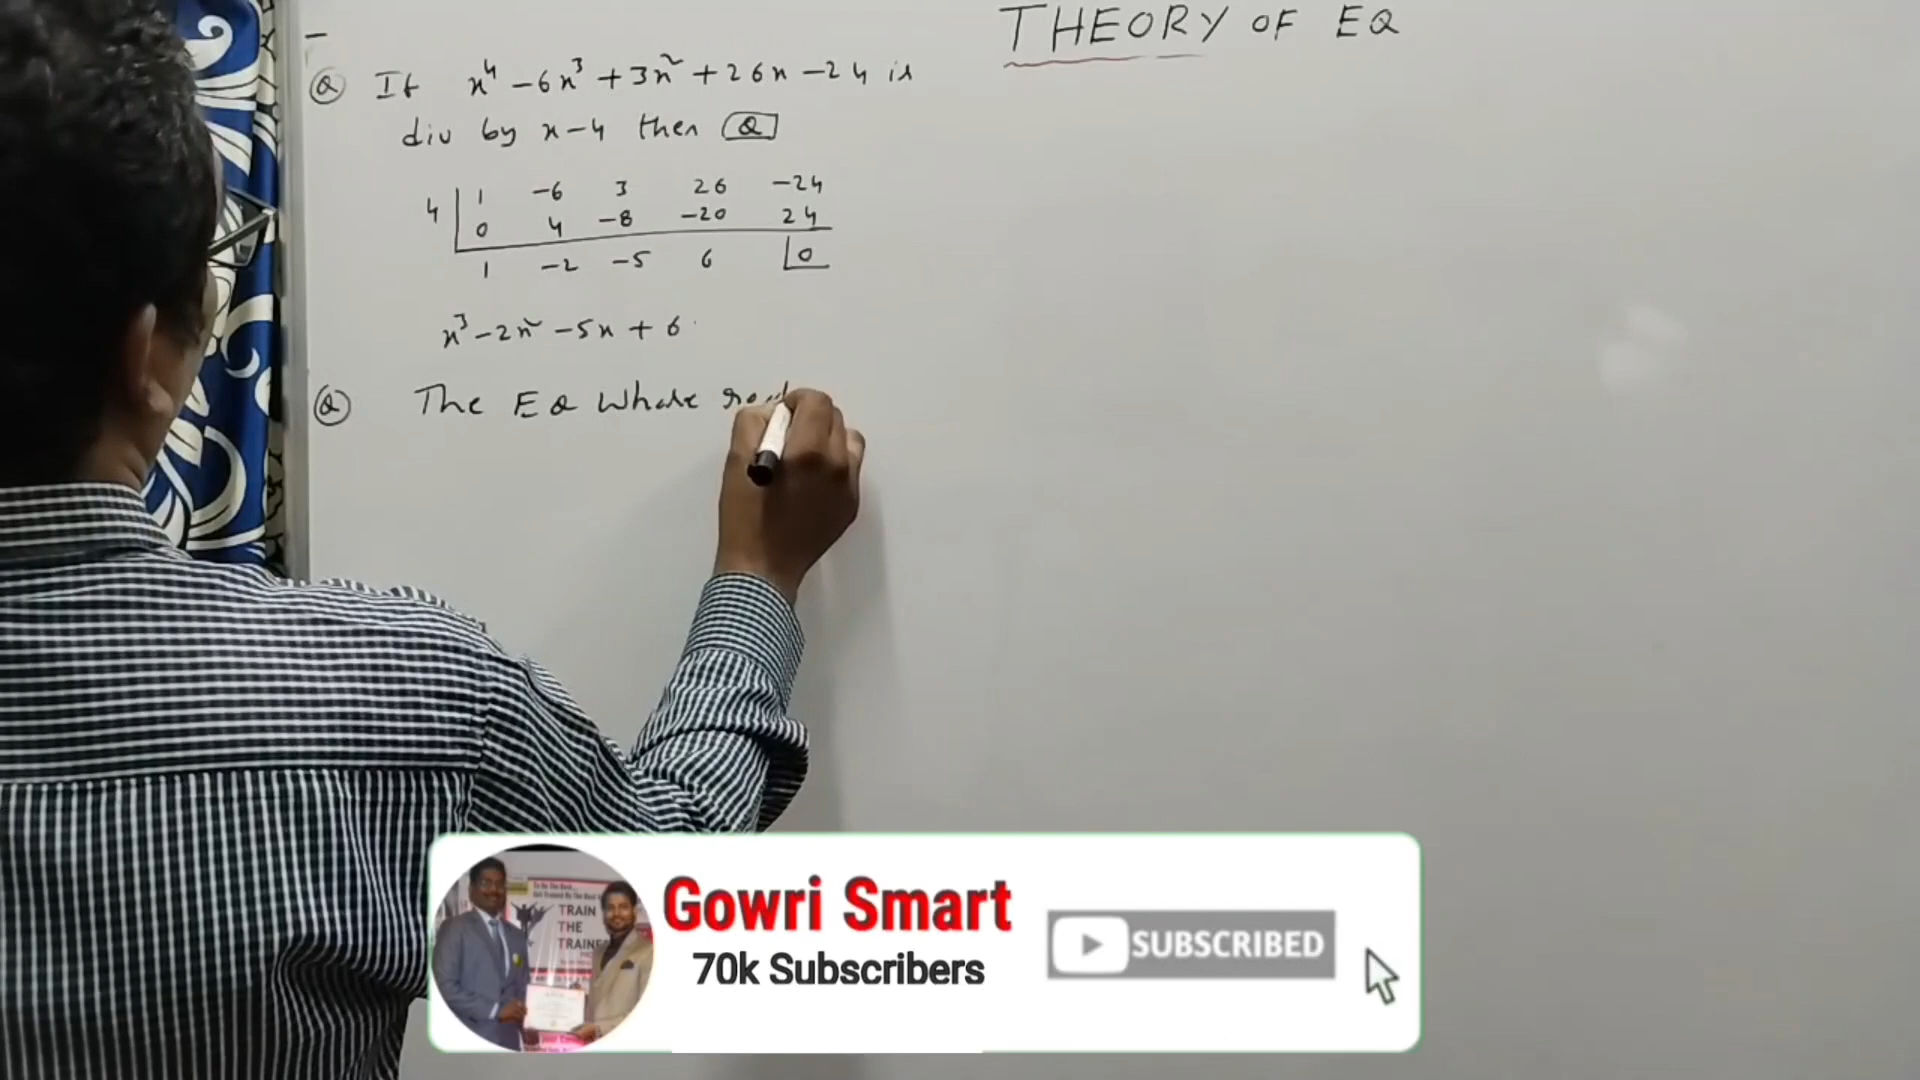 THEORY OF EQ
Q If x⁴ - 6x³ + 3x² + 26x - 24 is
div by x - 4 then Q
4 | 1 -6 3 26 -24
0 4 -8 -20 24
1 -2 -5 6 | 0
x³ - 2x² - 5x + 6
Q The EQ Whose
TRAIN
THE
Gowri Smart
70k Subscribers
SUBSCRIBED